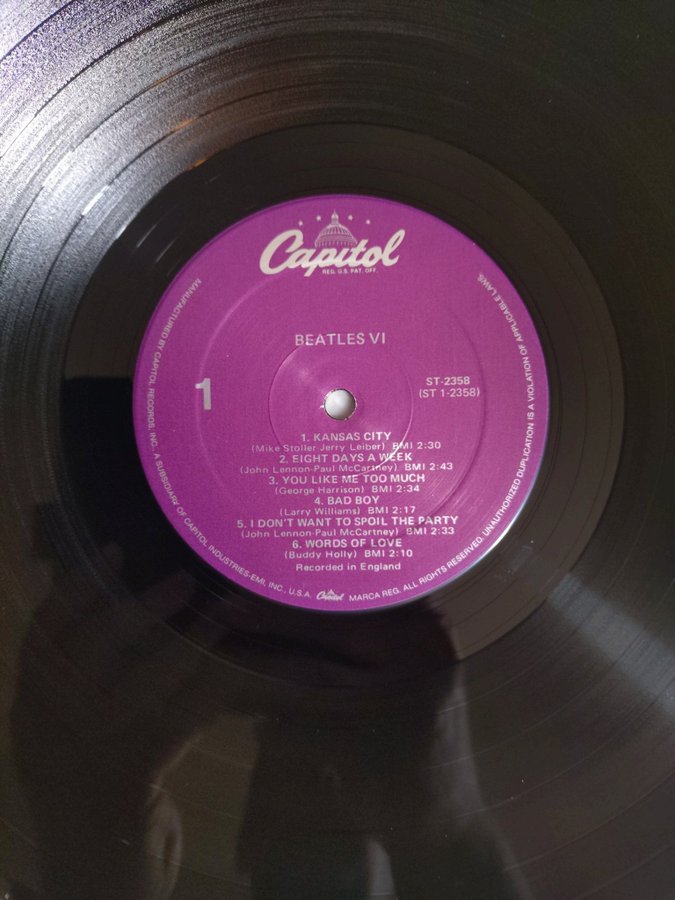 Capitol
REG. U.S. PAT. OFF.
BEATLES VI
1
ST-2358
(ST 1-2358)
1. KANSAS CITY
(Mike Stoller Jerry Leiber) BMI 2:30
2. EIGHT DAYS A WEEK
(John Lennon-Paul McCartney) BMI 2:43
3. YOU LIKE ME TOO MUCH
(George Harrison) BMI 2:34
4. BAD BOY
(Larry Williams) BMI 2:17
5. I DON'T WANT TO SPOIL THE PARTY
(John Lennon-Paul McCartney) BMI 2:33
6. WORDS OF LOVE
(Buddy Holly) BMI 2:10
Recorded in England
MANUFACTURED BY CAPITOL RECORDS, INC., A SUBSIDIARY OF CAPITOL INDUSTRIES-EMI, INC., U.S.A. Capitol MARCA REG. ALL RIGHTS RESERVED. UNAUTHORIZED DUPLICATION IS A VIOLATION OF APPLICABLE LAWS.